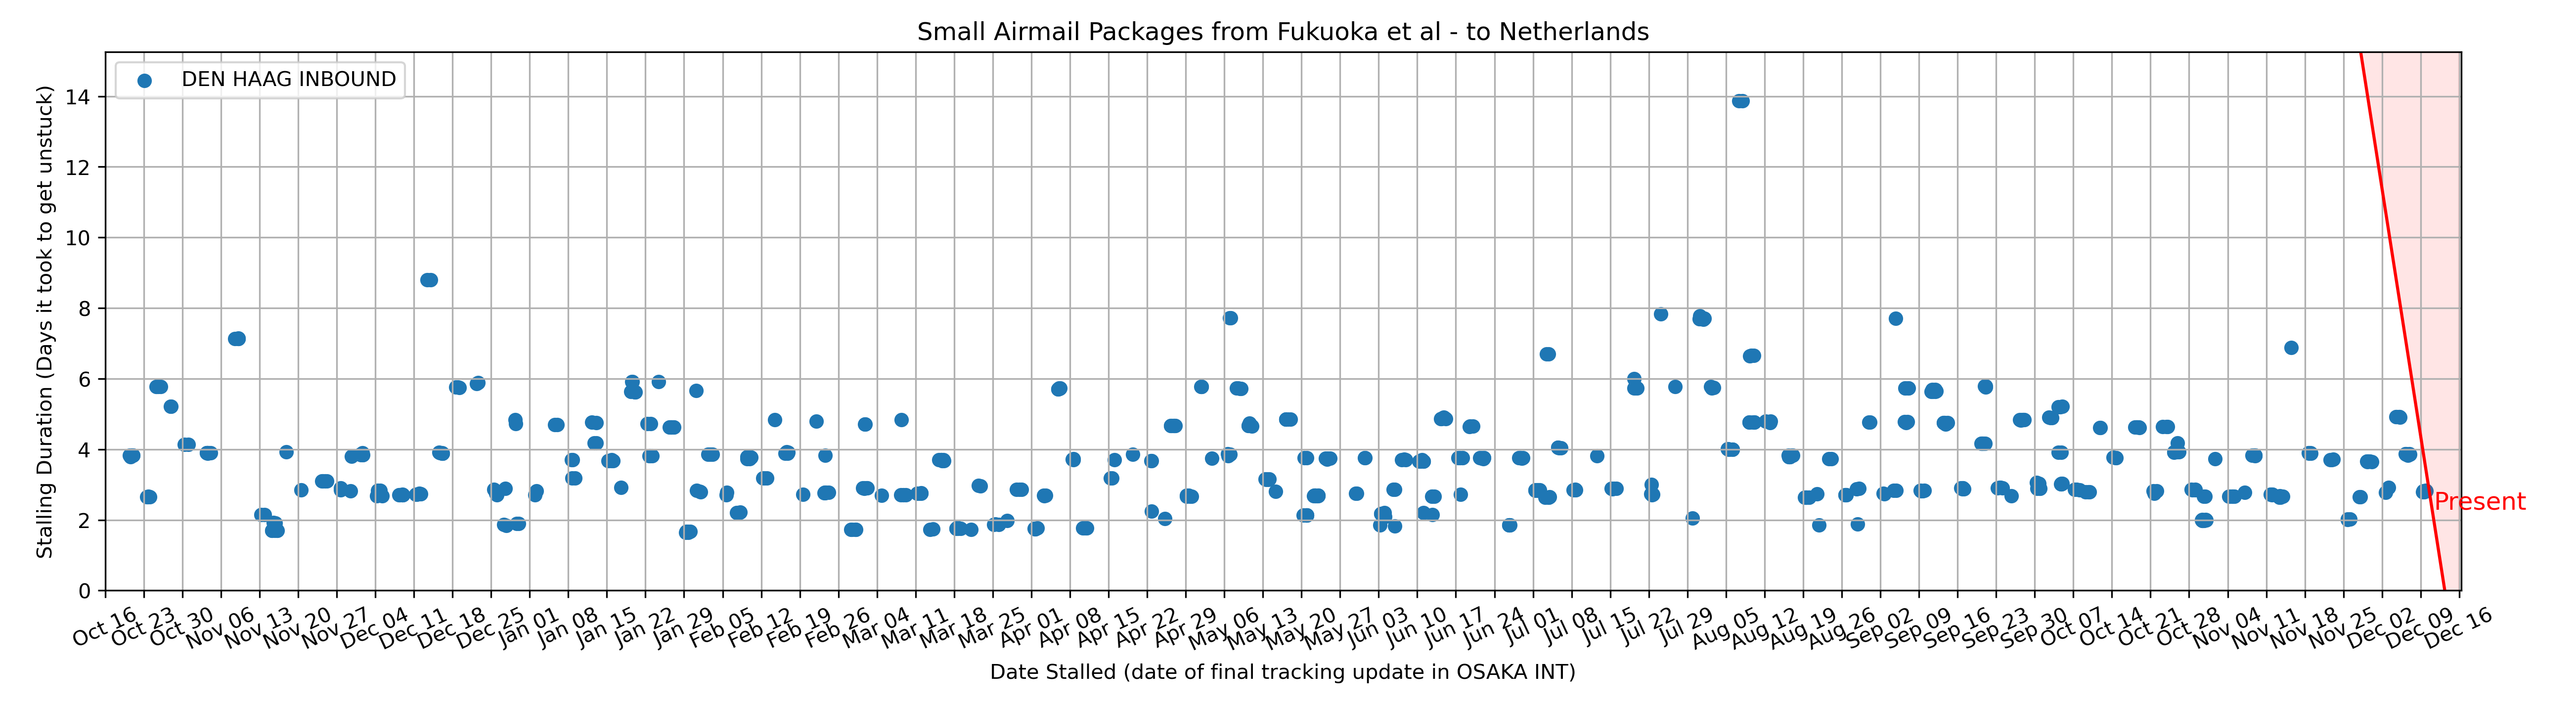 Small Airmail Packages from Fukuoka et al - to Netherlands
DEN HAAG INBOUND
Stalling Duration (Days it took to get unstuck)
14
12
10
8
6
4
2
0
Present
Oct 16 Oct 23 Oct 30 Nov 06 Nov 13 Nov 20 Nov 27 Dec 04 Dec 11 Dec 18 Dec 25 Jan 01 Jan 08 Jan 15 Jan 22 Jan 29 Feb 05 Feb 12 Feb 19 Feb 26 Mar 04 Mar 11 Mar 18 Mar 25 Apr 01 Apr 08 Apr 15 Apr 22 Apr 29 May 06 May 13 May 20 May 27 Jun 03 Jun 10 Jun 17 Jun 24 Jul 01 Jul 08 Jul 15 Jul 22 Jul 29 Aug 05 Aug 12 Aug 19 Aug 26 Sep 02 Sep 09 Sep 16 Sep 23 Sep 30 Oct 07 Oct 14 Oct 21 Oct 28 Nov 04 Nov 11 Nov 18 Nov 25 Dec 02 Dec 09 Dec 16
Date Stalled (date of final tracking update in OSAKA INT)